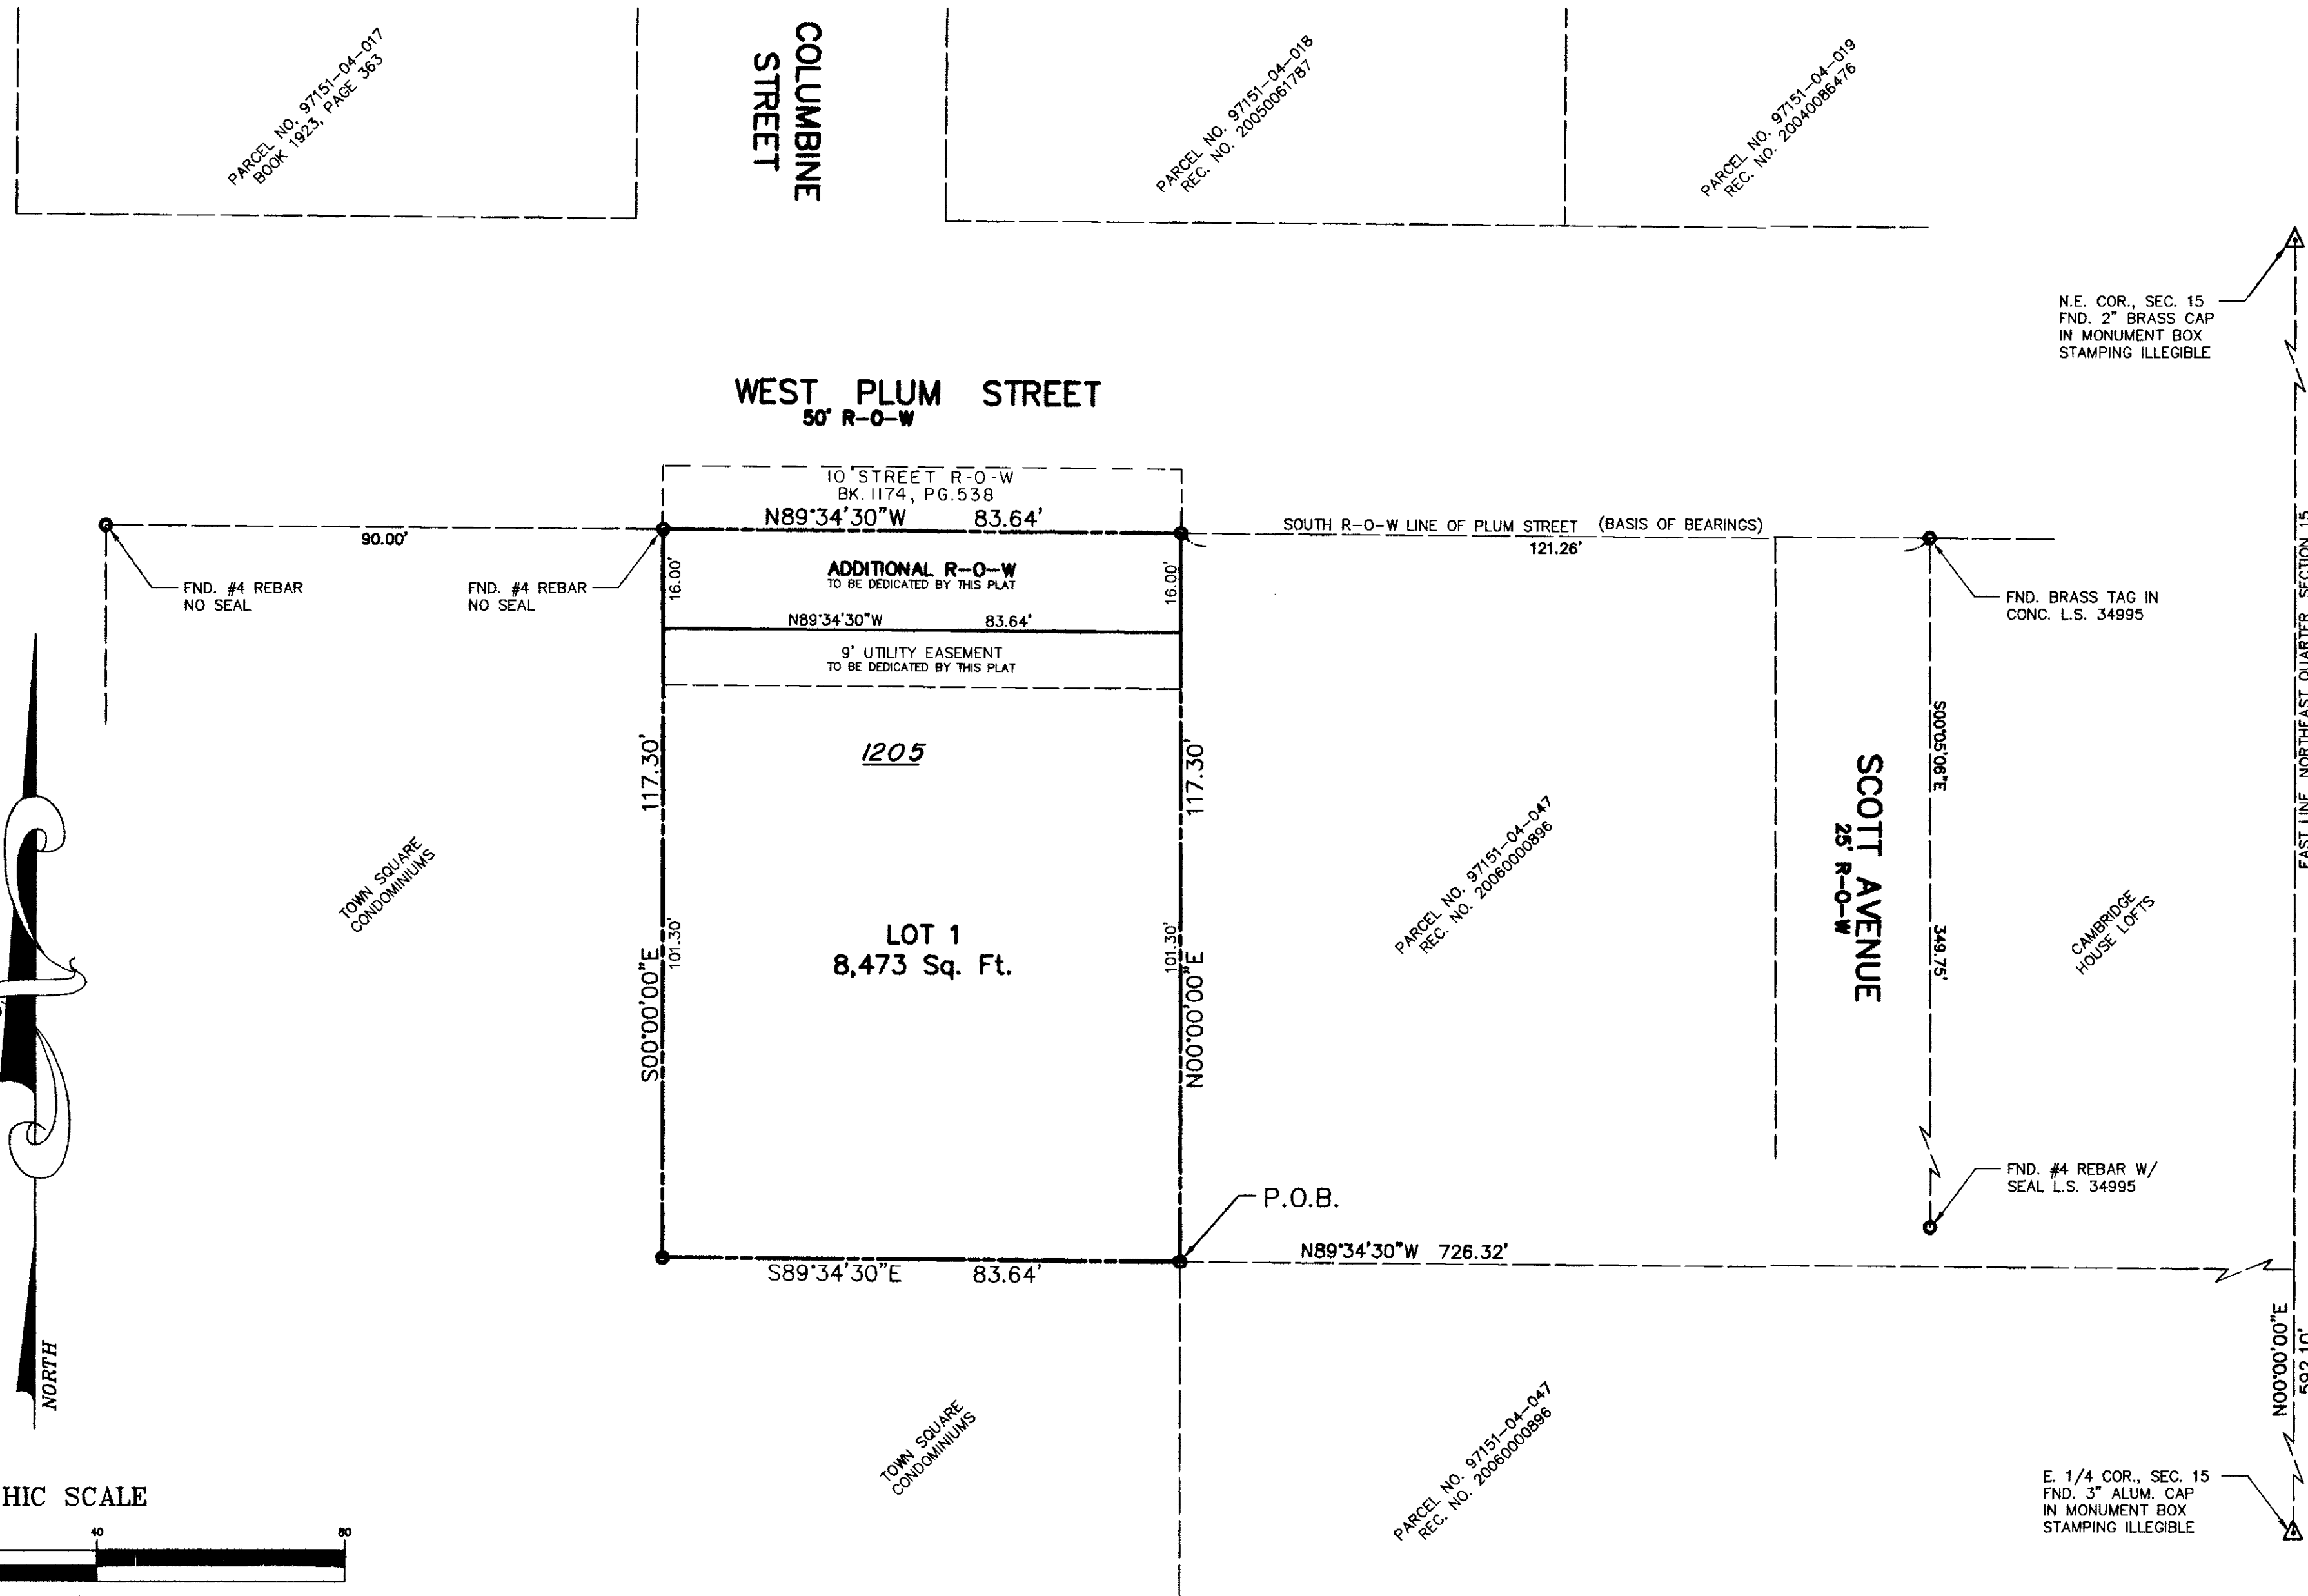 PARCEL NO. 97151-04-017
BOOK 1923, PAGE 363
COLUMBINE
STREET
PARCEL NO. 97151-04-018
REC. NO. 20050061787
PARCEL NO. 97151-04-019
REC. NO. 20040086476
N.E. COR., SEC. 15
FND. 2" BRASS CAP
IN MONUMENT BOX
STAMPING ILLEGIBLE
WEST PLUM STREET
50' R-O-W
10' STREET R-O-W
BK. 1174, PG. 538
N89°34'30"W 83.64'
90.00'
SOUTH R-O-W LINE OF PLUM STREET (BASIS OF BEARINGS)
121.26'
FND. #4 REBAR
NO SEAL
FND. #4 REBAR
NO SEAL
16.00'
ADDITIONAL R-O-W
TO BE DEDICATED BY THIS PLAT
16.00'
N89°34'30"W 83.64'
9' UTILITY EASEMENT
TO BE DEDICATED BY THIS PLAT
FND. BRASS TAG IN
CONC. L.S. 34995
EAST LINE NORTHEAST QUARTER SECTION 15
S00°05'06"E
349.75'
SCOTT AVENUE
25' R-O-W
1205
117.30'
117.30'
TOWN SQUARE
CONDOMINIUMS
LOT 1
8,473 Sq. Ft.
101.30'
101.30'
S00°00'00"E
N00°00'00"E
PARCEL NO. 97151-04-047
REC. NO. 20060000896
CAMBRIDGE
HOUSE LOFTS
FND. #4 REBAR W/
SEAL L.S. 34995
P.O.B.
N89°34'30"W 726.32'
S89°34'30"E 83.64'
N00°00'00"E
592.10'
NORTH
TOWN SQUARE
CONDOMINIUMS
PARCEL NO. 97151-04-047
REC. NO. 20060000896
E. 1/4 COR., SEC. 15
FND. 3" ALUM. CAP
IN MONUMENT BOX
STAMPING ILLEGIBLE
HIC SCALE
40 80